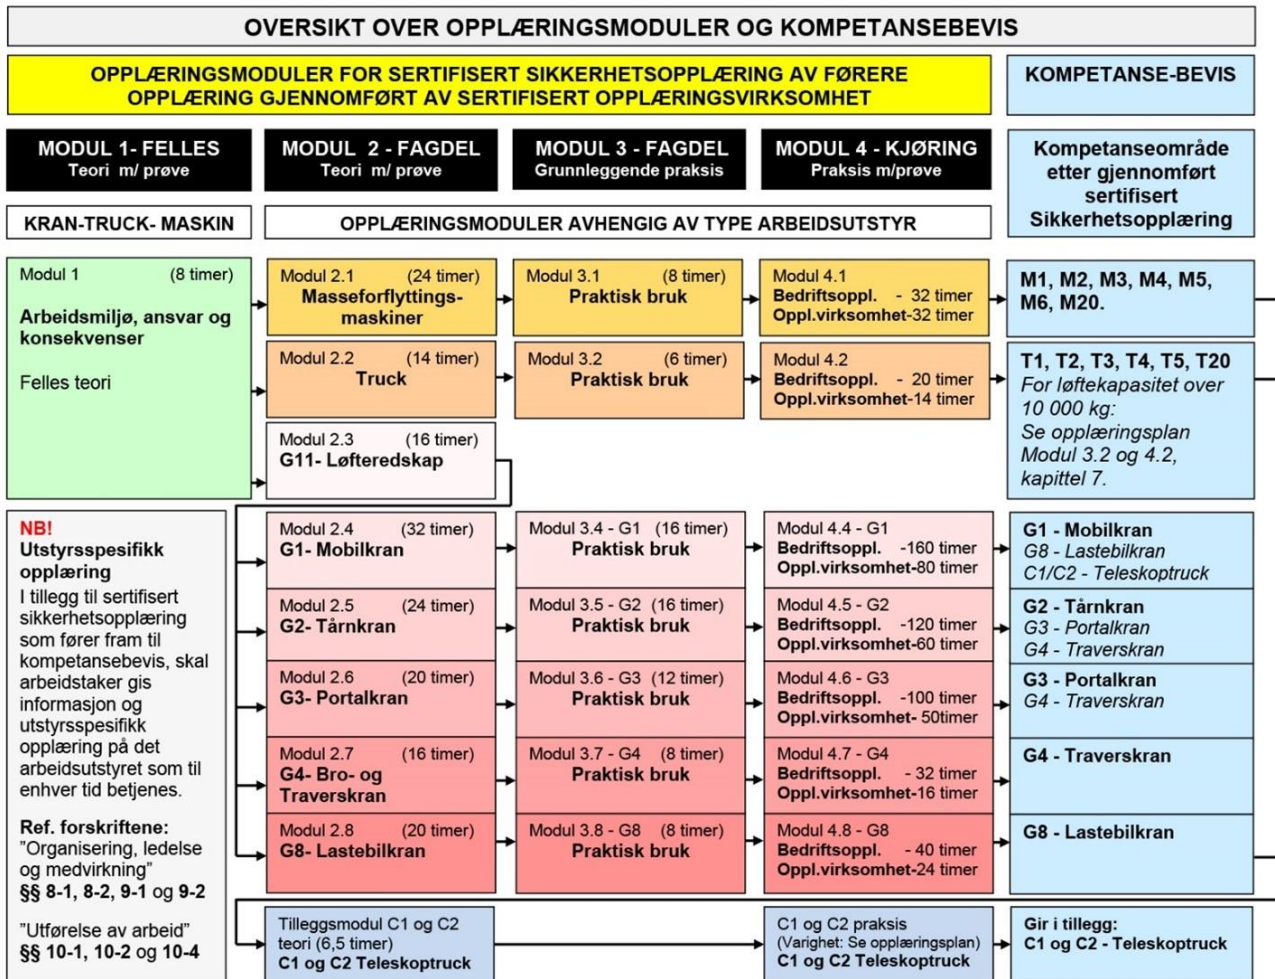 OVERSIKT OVER OPPLÆRINGSMODULER OG KOMPETANSEBEVIS
OPPLÆRINGSMODULER FOR SERTIFISERT SIKKERHETSOPPLÆRING AV FØRERE
OPPLÆRING GJENNOMFØRT AV SERTIFISERT OPPLÆRINGSVIRKSOMHET
KOMPETANSE-BEVIS
MODUL 1- FELLES
Teori m/ prøve
MODUL 2 - FAGDEL
Teori m/ prøve
MODUL 3 - FAGDEL
Grunnleggende praksis
MODUL 4 - KJØRING
Praksis m/prøve
Kompetanseområde
etter gjennomført
sertifisert
Sikkerhetsopplæring
KRAN-TRUCK- MASKIN
OPPLÆRINGSMODULER AVHENGIG AV TYPE ARBEIDSUTSTYR
Modul 1 (8 timer)
Arbeidsmiljø, ansvar og
konsekvenser
Felles teori
Modul 2.1 (24 timer)
Masseforflyttings-
maskiner
Modul 3.1 (8 timer)
Praktisk bruk
Modul 4.1
Bedriftsoppl. - 32 timer
Oppl.virksomhet-32 timer
M1, M2, M3, M4, M5,
M6, M20.
Modul 2.2 (14 timer)
Truck
Modul 3.2 (6 timer)
Praktisk bruk
Modul 4.2
Bedriftsoppl. - 20 timer
Oppl.virksomhet-14 timer
T1, T2, T3, T4, T5, T20
For løftekapasitet over
10 000 kg:
Se opplæringsplan
Modul 3.2 og 4.2,
kapittel 7.
Modul 2.3 (16 timer)
G11- Løfteredskap
NB!
Utstyrsspesifikk
opplæring
I tillegg til sertifisert
sikkerhetsopplæring
som fører fram til
kompetansebevis, skal
arbeidstaker gis
informasjon og
utstyrsspesifikk
opplæring på det
arbeidsutstyret som til
enhver tid betjenes.
Ref. forskriftene:
"Organisering, ledelse
og medvirkning"
§§ 8-1, 8-2, 9-1 og 9-2
"Utførelse av arbeid"
§§ 10-1, 10-2 og 10-4
Modul 2.4 (32 timer)
G1- Mobilkran
Modul 3.4 - G1 (16 timer)
Praktisk bruk
Modul 4.4 - G1
Bedriftsoppl. -160 timer
Oppl.virksomhet-80 timer
G1 - Mobilkran
G8 - Lastebilkran
C1/C2 - Teleskoptruck
Modul 2.5 (24 timer)
G2- Tårnkran
Modul 3.5 - G2 (16 timer)
Praktisk bruk
Modul 4.5 - G2
Bedriftsoppl. -120 timer
Oppl.virksomhet-60 timer
G2 - Tårnkran
G3 - Portalkran
G4 - Traverskran
Modul 2.6 (20 timer)
G3- Portalkran
Modul 3.6 - G3 (12 timer)
Praktisk bruk
Modul 4.6 - G3
Bedriftsoppl. -100 timer
Oppl.virksomhet- 50timer
G3 - Portalkran
G4 - Traverskran
Modul 2.7 (16 timer)
G4- Bro- og
Traverskran
Modul 3.7 - G4 (8 timer)
Praktisk bruk
Modul 4.7 - G4
Bedriftsoppl. - 32 timer
Oppl.virksomhet-16 timer
G4 - Traverskran
Modul 2.8 (20 timer)
G8- Lastebilkran
Modul 3.8 - G8 (8 timer)
Praktisk bruk
Modul 4.8 - G8
Bedriftsoppl. - 40 timer
Oppl.virksomhet-24 timer
G8 - Lastebilkran
Tilleggsmodul C1 og C2
teori (6,5 timer)
C1 og C2 Teleskoptruck
C1 og C2 praksis
(Varighet: Se opplæringsplan)
C1 og C2 Teleskoptruck
Gir i tillegg:
C1 og C2 - Teleskoptruck